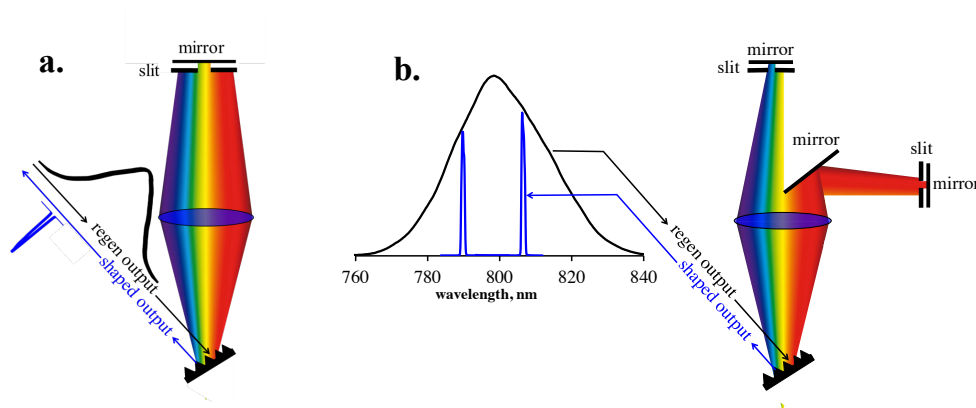 a.
mirror
slit
regen output
shaped output
b.
760
780
800
820
840
wavelength, nm
mirror
slit
mirror
slit
mirror
regen output
shaped output